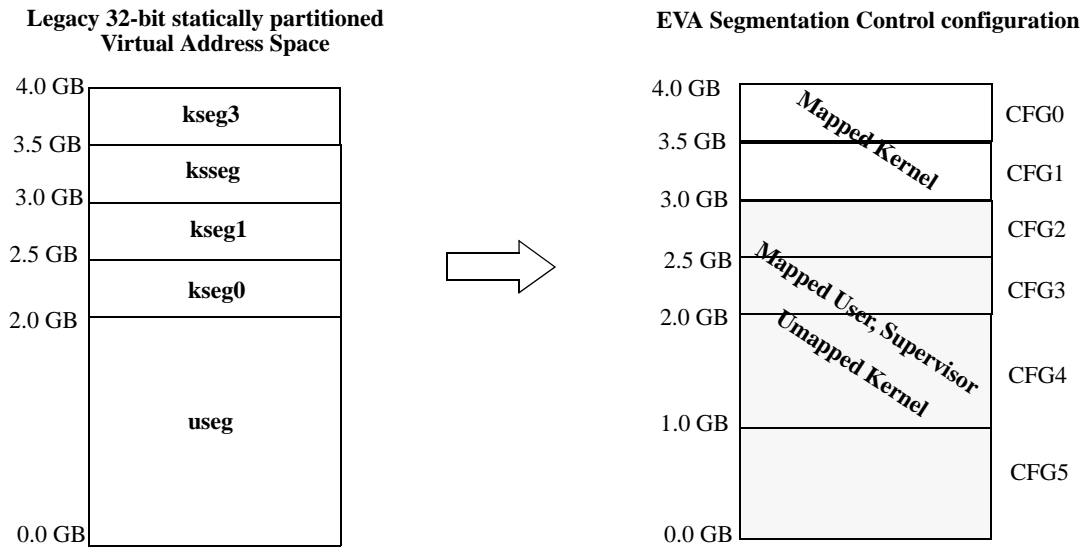 Legacy 32-bit statically partitioned
Virtual Address Space
4.0 GB
kseg3
3.5 GB
ksseg
3.0 GB
kseg1
2.5 GB
kseg0
2.0 GB
useg
0.0 GB
EVA Segmentation Control configuration
4.0 GB
CFG0
Mapped Kernel
3.5 GB
CFG1
3.0 GB
CFG2
2.5 GB
Mapped User, Supervisor
CFG3
2.0 GB
Umapped Kernel
CFG4
1.0 GB
CFG5
0.0 GB